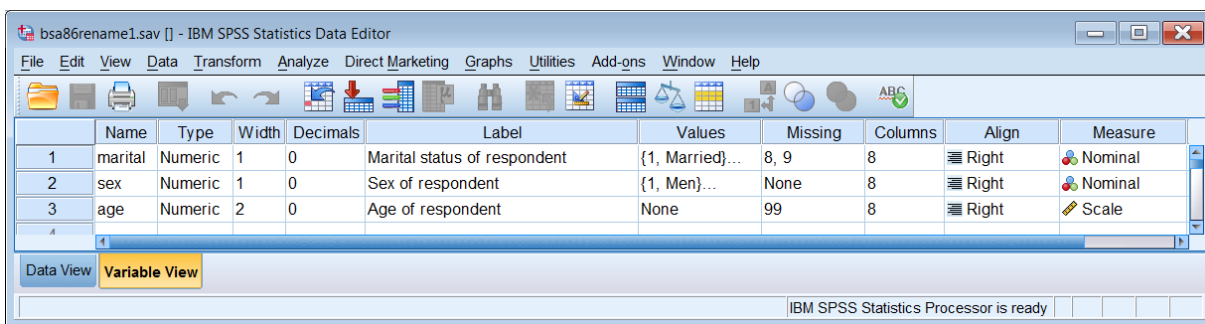 bsa86rename1.sav [] - IBM SPSS Statistics Data Editor
File Edit View Data Transform Analyze Direct Marketing Graphs Utilities Add-ons Window Help
Name Type Width Decimals Label Values Missing Columns Align Measure
1 marital Numeric 1 0 Marital status of respondent {1, Married}... 8, 9 8 Right Nominal
2 sex Numeric 1 0 Sex of respondent {1, Men}... None 8 Right Nominal
3 age Numeric 2 0 Age of respondent None 99 8 Right Scale
4
Data View Variable View
IBM SPSS Statistics Processor is ready